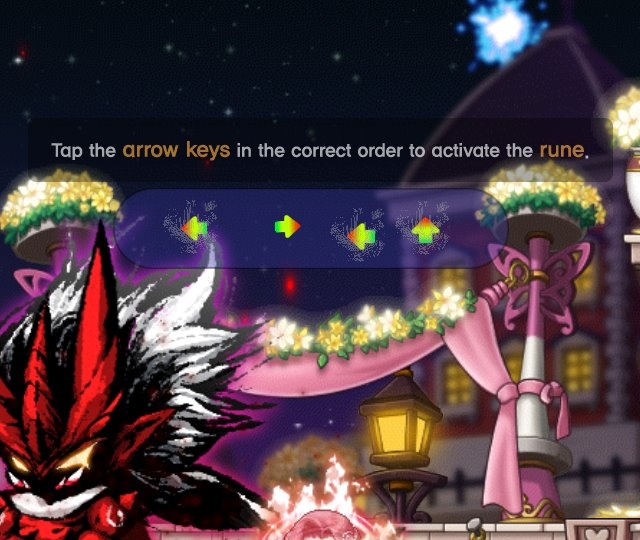 Tap the arrow keys in the correct order to activate the rune.